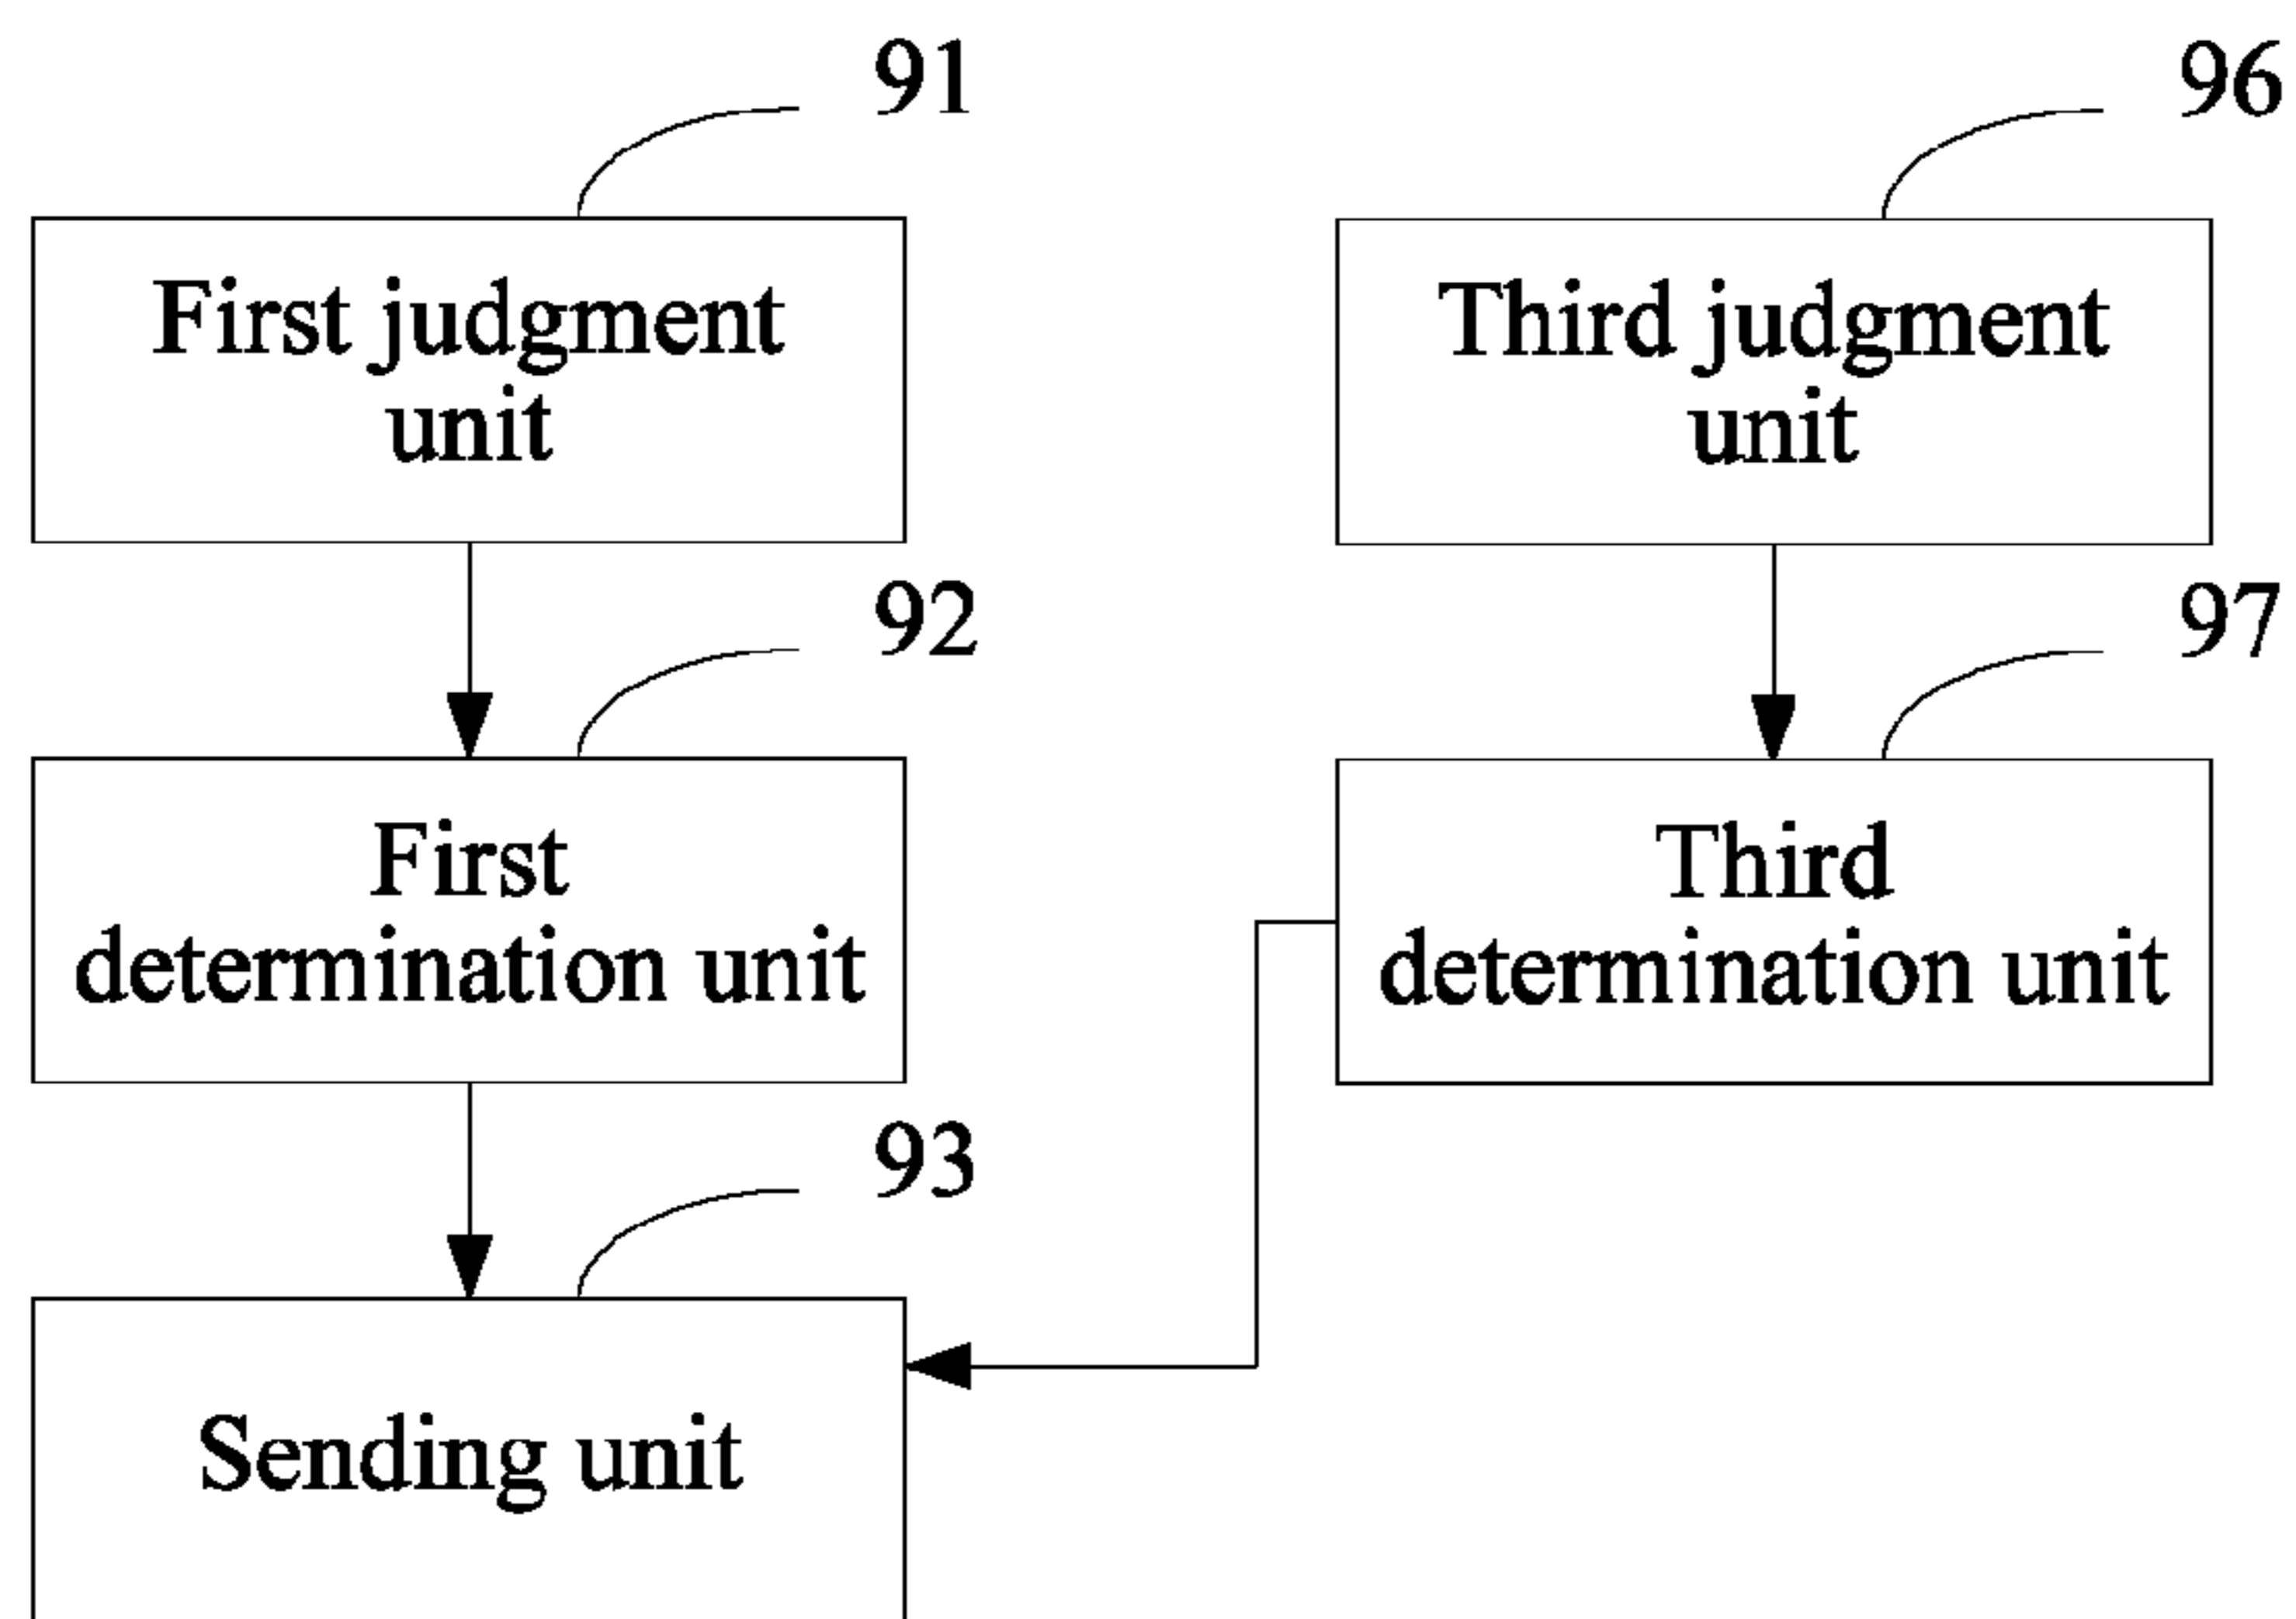 91
First judgment
unit
92
First
determination unit
93
Sending unit
96
Third judgment
unit
97
Third
determination unit